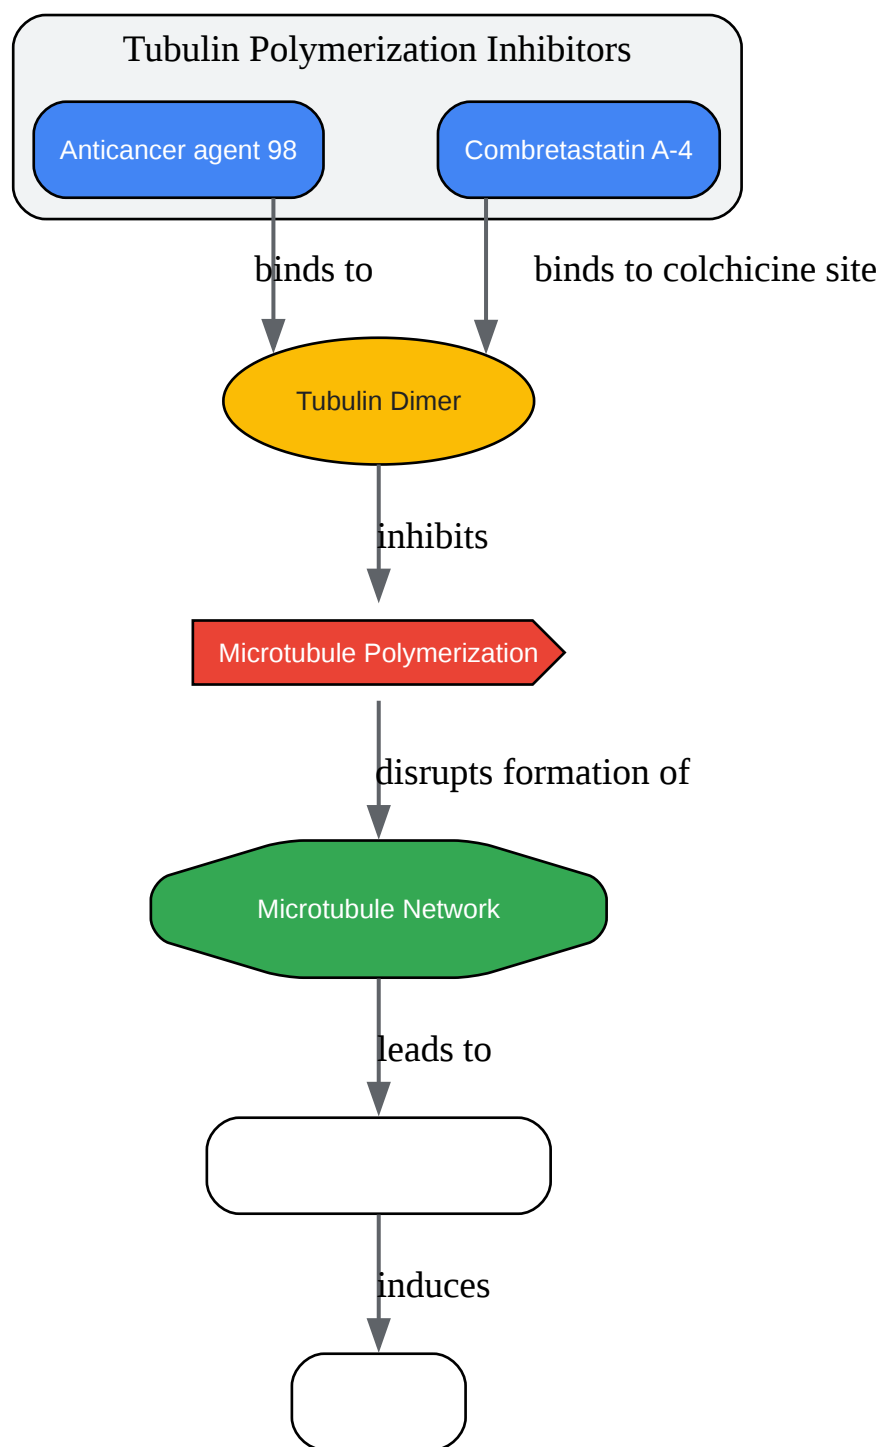 Tubulin Polymerization Inhibitors
Anticancer agent 98
Combretastatin A-4
binds to
binds to colchicine site
Tubulin Dimer
inhibits
Microtubule Polymerization
disrupts formation of
Microtubule Network
leads to
induces